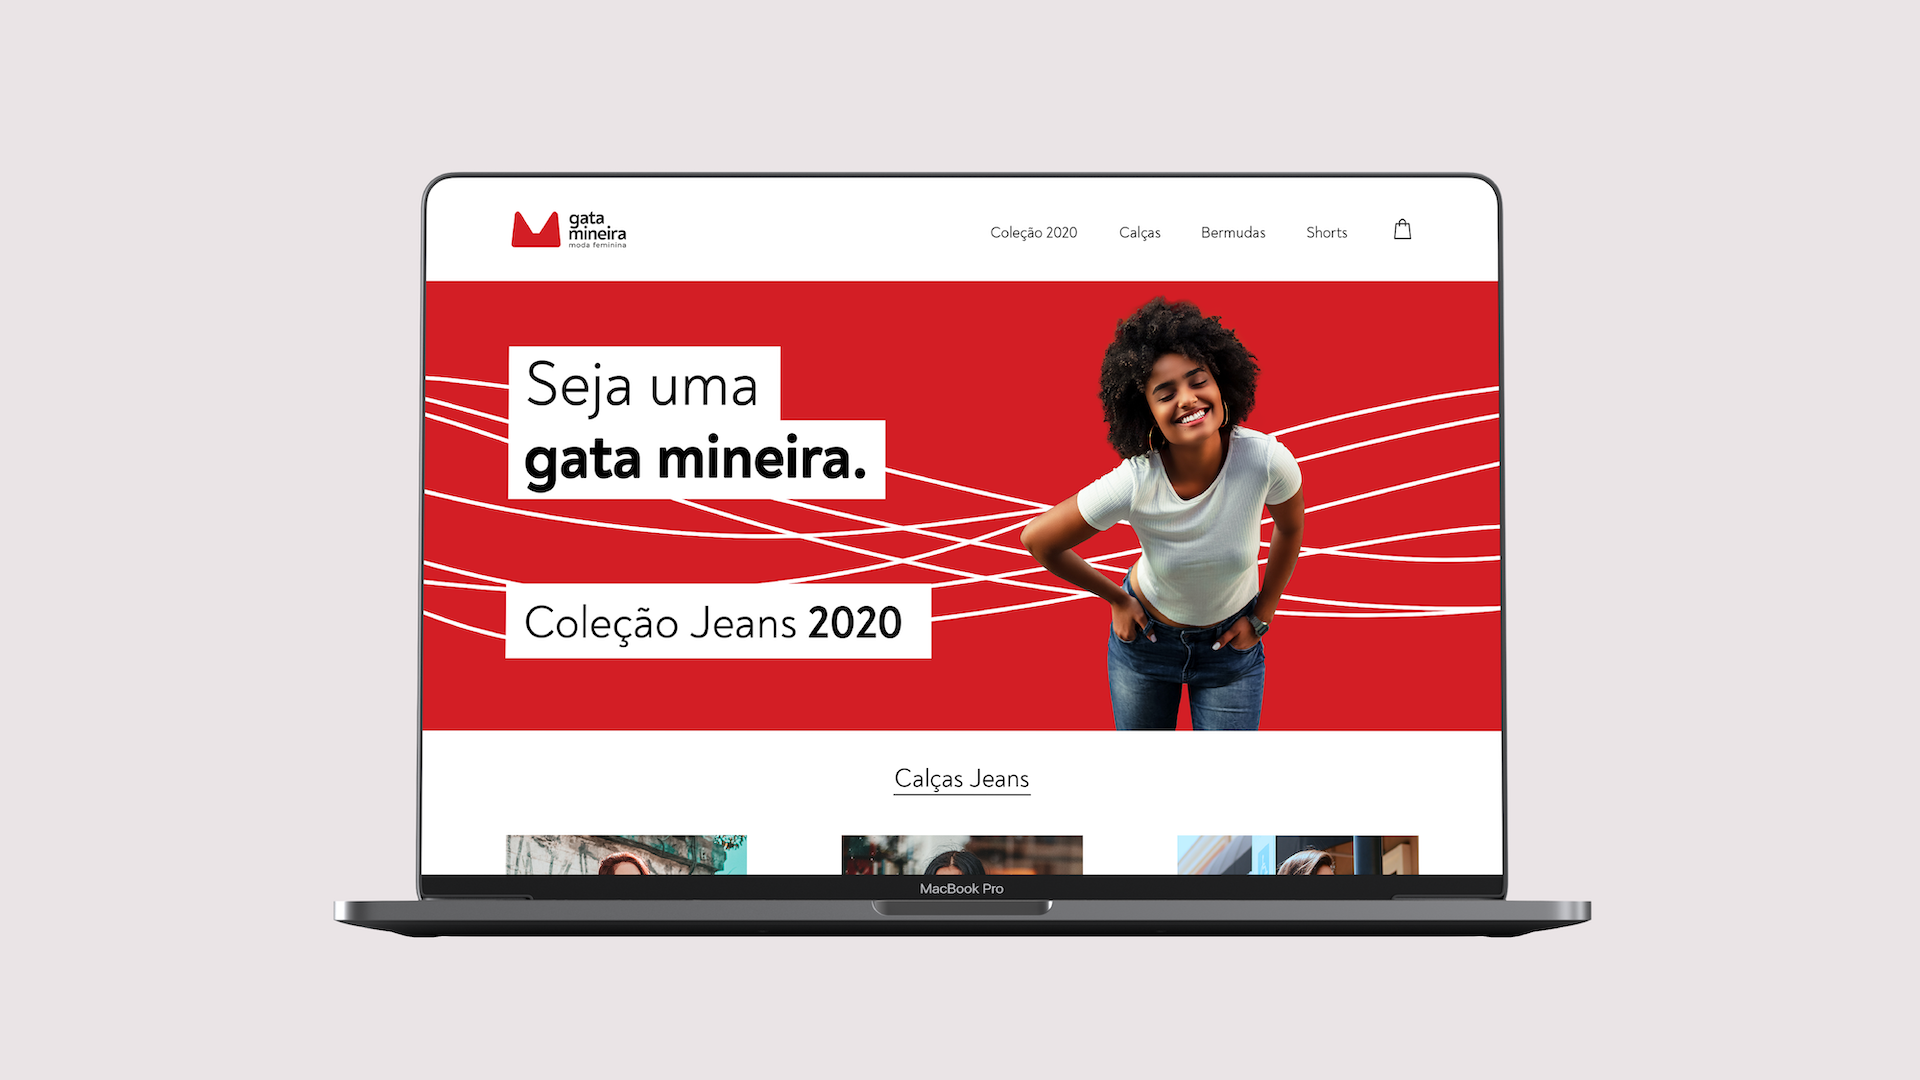 gata
mineira
moda feminina
Coleção 2020
Calças
Bermudas
Shorts
Seja uma
gata mineira.
Coleção Jeans 2020
Calças Jeans
MacBook Pro